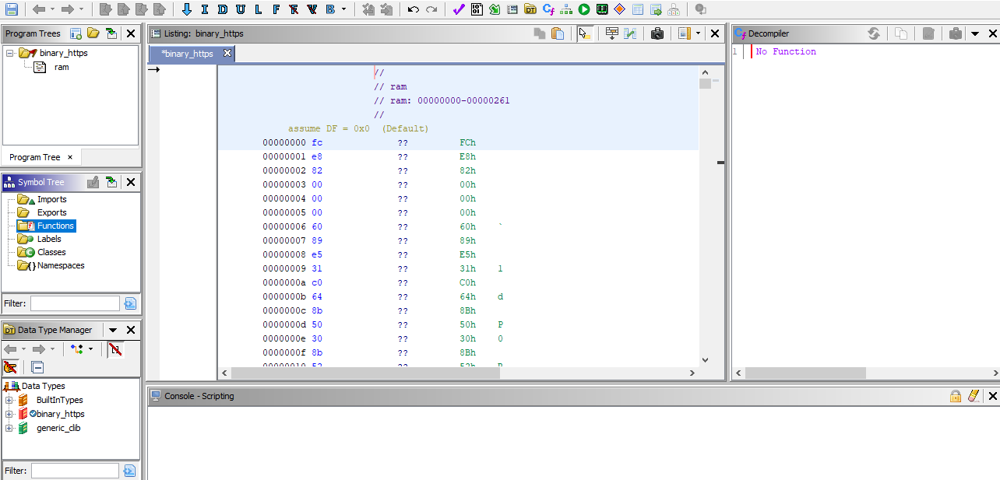 I D U L F R V B
Program Trees
binary_https
ram
Program Tree ×
Symbol Tree
Imports
Exports
Functions
Labels
Classes
Namespaces
Filter:
Data Type Manager
Data Types
BuiltInTypes
binary_https
generic_clib
Filter:
Listing: binary_https
*binary_https
//
// ram
// ram: 00000000-00000261
//
assume DF = 0x0 (Default)
00000000 fc ?? FCh
00000001 e8 ?? E8h
00000002 82 ?? 82h
00000003 00 ?? 00h
00000004 00 ?? 00h
00000005 00 ?? 00h
00000006 60 ?? 60h `
00000007 89 ?? 89h
00000008 e5 ?? E5h
00000009 31 ?? 31h 1
0000000a c0 ?? C0h
0000000b 64 ?? 64h d
0000000c 8b ?? 8Bh
0000000d 50 ?? 50h P
0000000e 30 ?? 30h 0
0000000f 8b ?? 8Bh
00000010 52 ?? 52h R
Decompiler
1 No Function
Console - Scripting